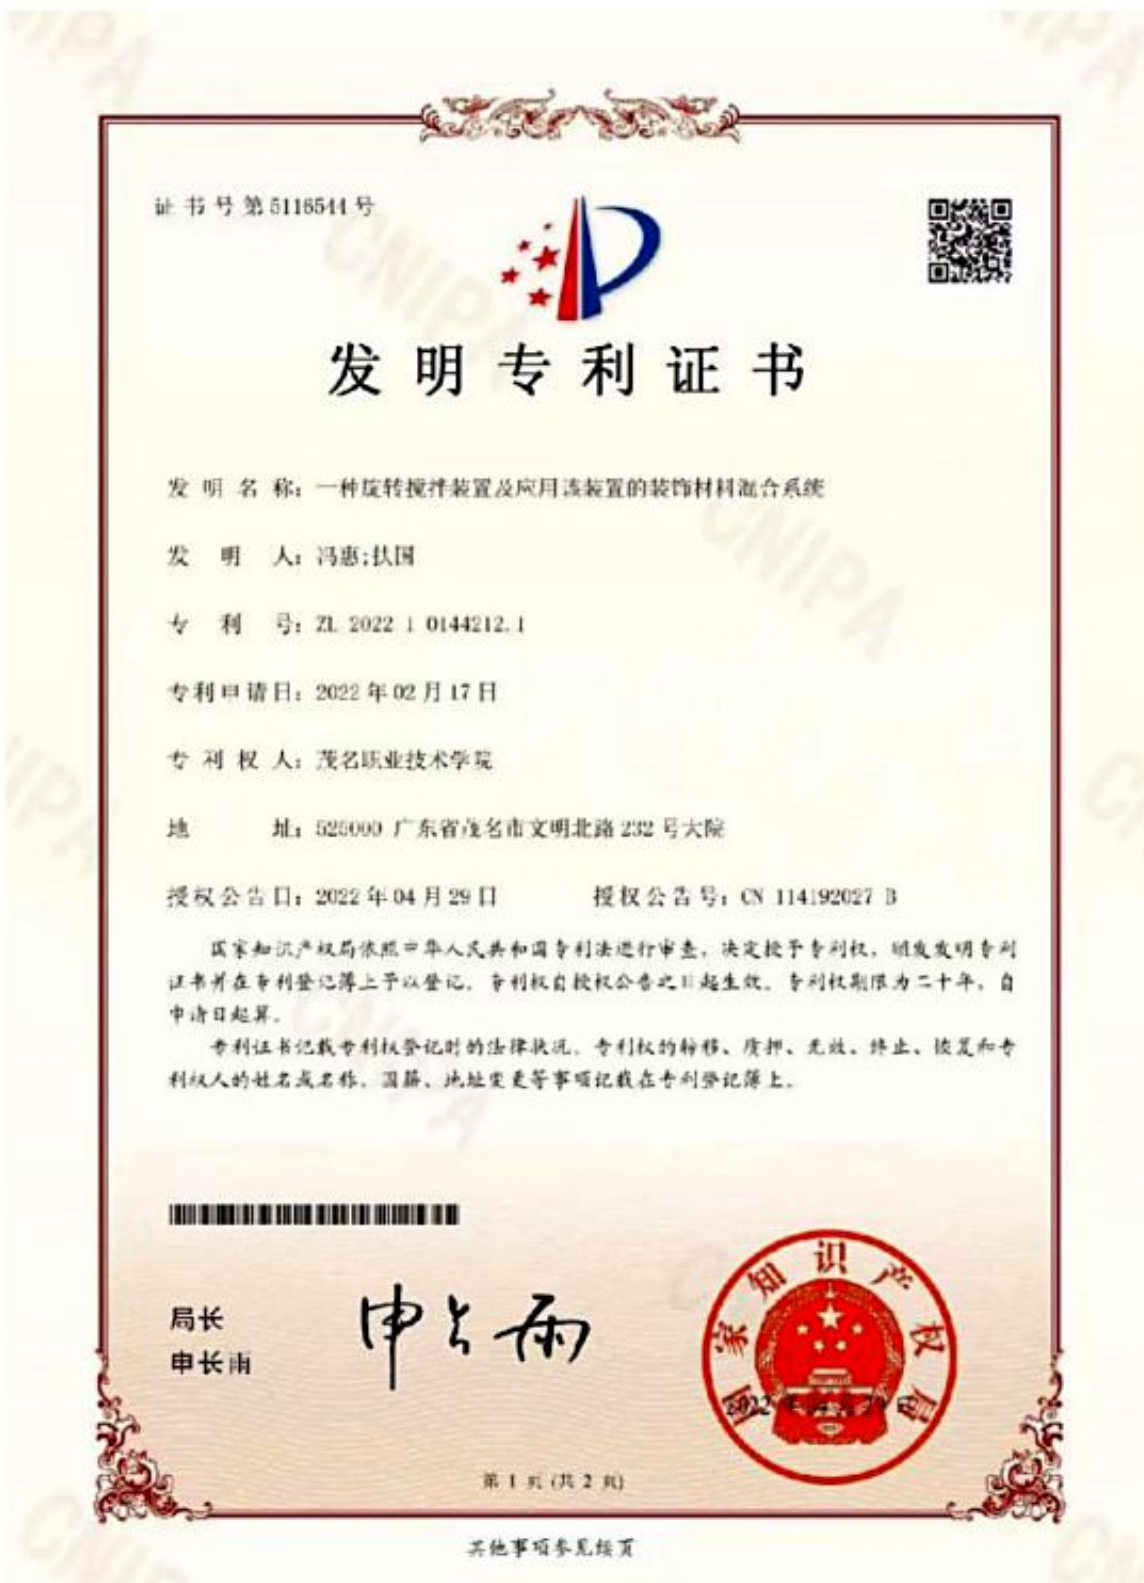 证书号第5116544号
发明专利证书
发明名称：一种旋转搅拌装置及应用该装置的装饰材料混合系统
发明人：冯惠;扶国
专利号：ZL 2022 1 0144212.1
专利申请日：2022年02月17日
专利权人：茂名职业技术学院
地址：525000 广东省茂名市文明北路232号大院
授权公告日：2022年04月29日 授权公告号：CN 114192027 B
国家知识产权局依照中华人民共和国专利法进行审查，决定授予专利权，颁发发明专利
证书并在专利登记簿上予以登记。专利权自授权公告之日起生效。专利权期限为二十年，自
申请日起算。
专利证书记载专利权登记时的法律状况。专利权的转移、质押、无效、终止、恢复和专
利权人的姓名或名称、国籍、地址变更等事项记载在专利登记簿上。
局长
申长雨
申长雨
国家知识产权局
2022年04月29日
第1页(共2页)
其他事项参见续页
CNIPA
CNIPA
CNIPA